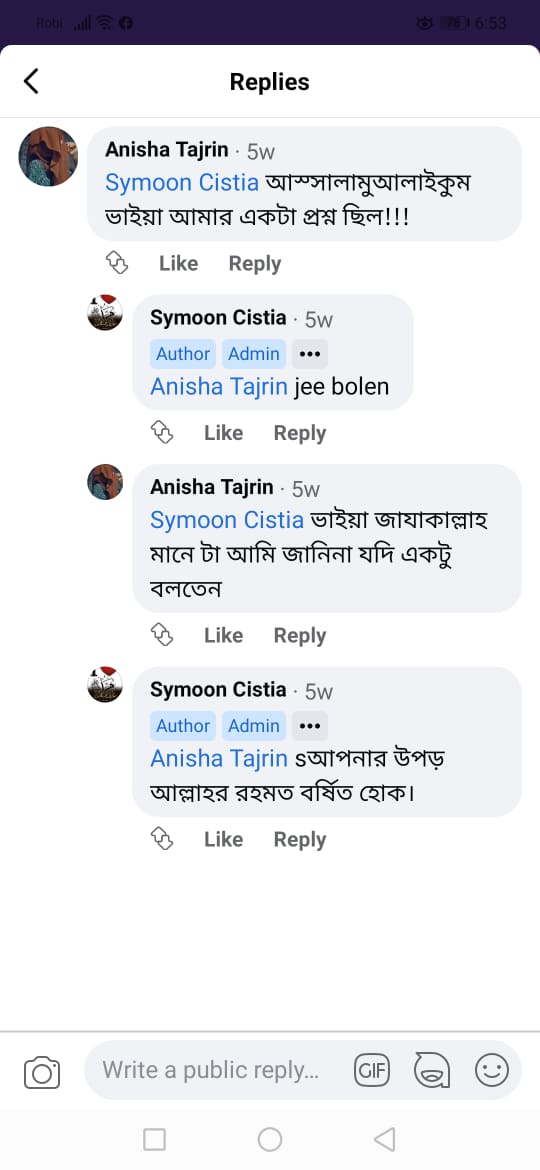 Robi 78 6:53
Replies
Anisha Tajrin · 5w
Symoon Cistia আস্সালামুআলাইকুম
ভাইয়া আমার একটা প্রশ্ন ছিল!!!
Like Reply
Symoon Cistia · 5w
Author Admin •••
Anisha Tajrin jee bolen
Like Reply
Anisha Tajrin · 5w
Symoon Cistia ভাইয়া জাযাকাল্লাহ
মানে টা আমি জানিনা যদি একটু
বলতেন
Like Reply
Symoon Cistia · 5w
Author Admin •••
Anisha Tajrin sআপনার উপড়
আল্লাহর রহমত বর্ষিত হোক।
Like Reply
Write a public reply... GIF